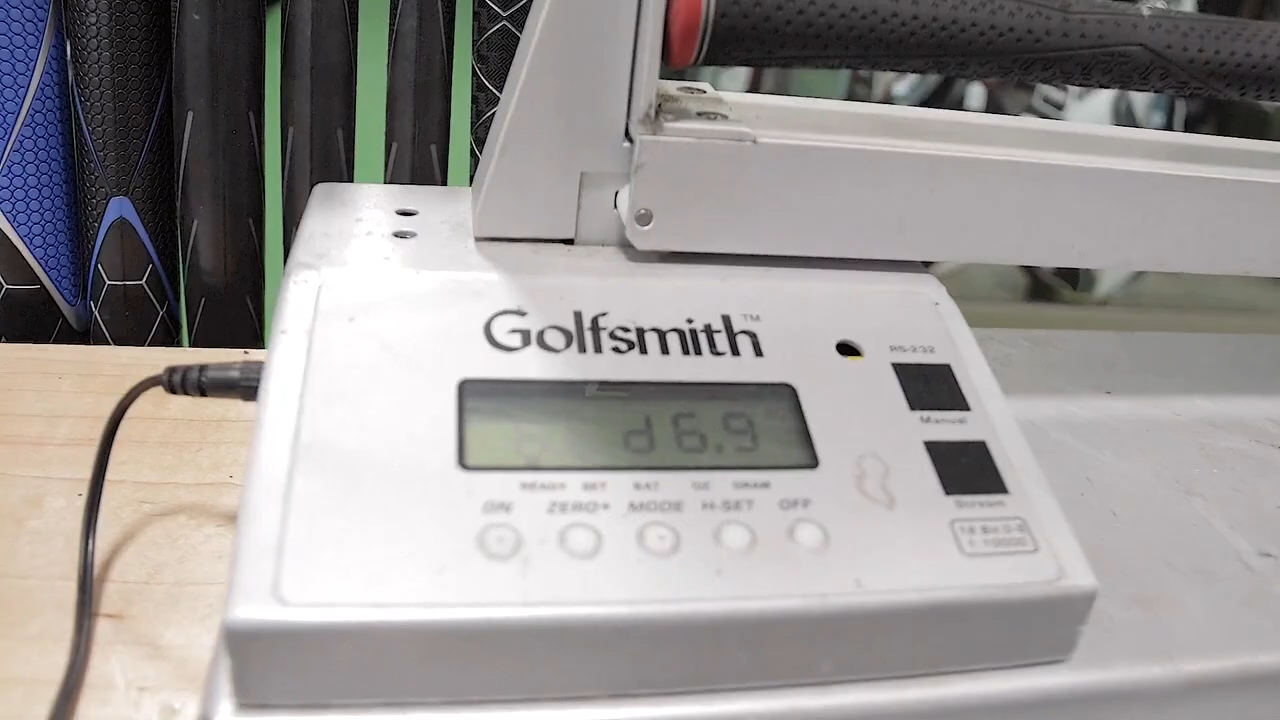 Golfsmith™
RS-232
d6.9
Manual
READY SET BAT OZ GRAM
Stream
ON ZERO* MODE H-SET OFF